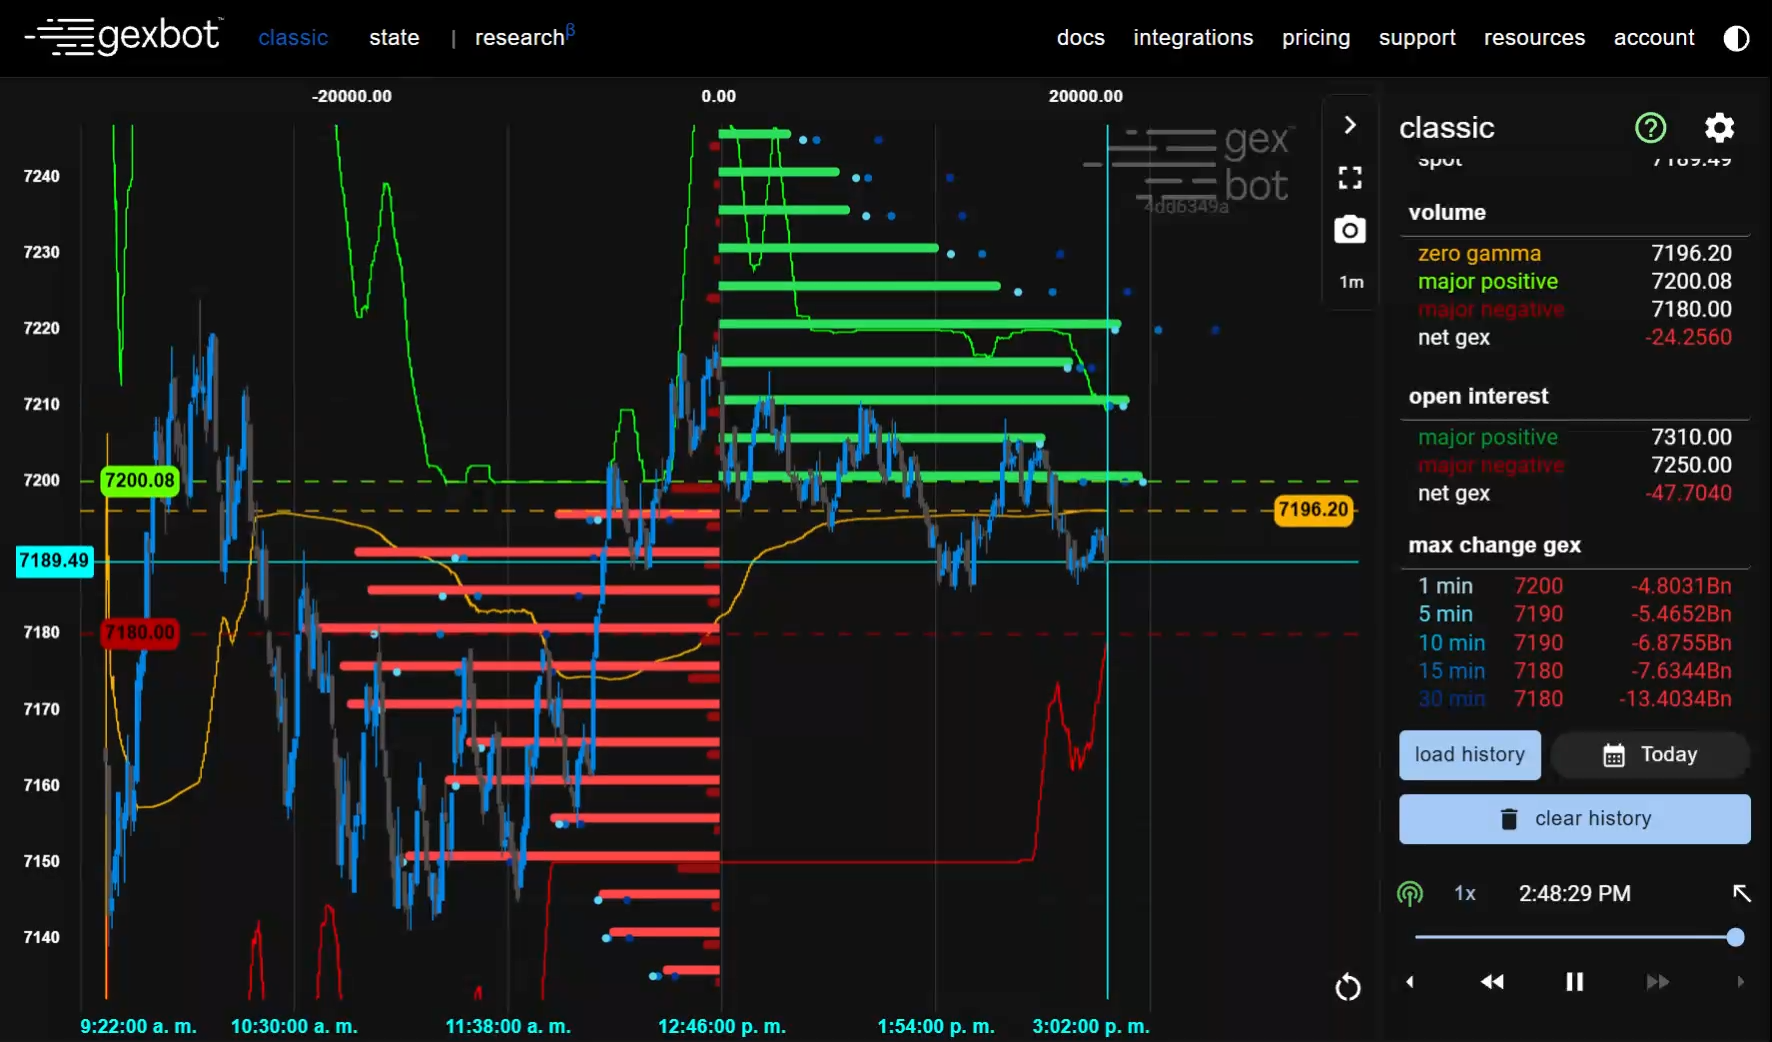 gexbot™ classic state | researchβ docs integrations pricing support resources account
-20000.00 0.00 20000.00
gex
bot
4dd6349a
7240
7230
7220
7210
7200
7190
7180
7170
7160
7150
7140
7200.08
7196.20
7189.49
7180.00
9:22:00 a. m. 10:30:00 a. m. 11:38:00 a. m. 12:46:00 p. m. 1:54:00 p. m. 3:02:00 p. m.
1m
classic
spot 7189.49
volume
zero gamma 7196.20
major positive 7200.08
major negative 7180.00
net gex -24.2560
open interest
major positive 7310.00
major negative 7250.00
net gex -47.7040
max change gex
1 min 7200 -4.8031Bn
5 min 7190 -5.4652Bn
10 min 7190 -6.8755Bn
15 min 7180 -7.6344Bn
30 min 7180 -13.4034Bn
load history Today
clear history
1x 2:48:29 PM